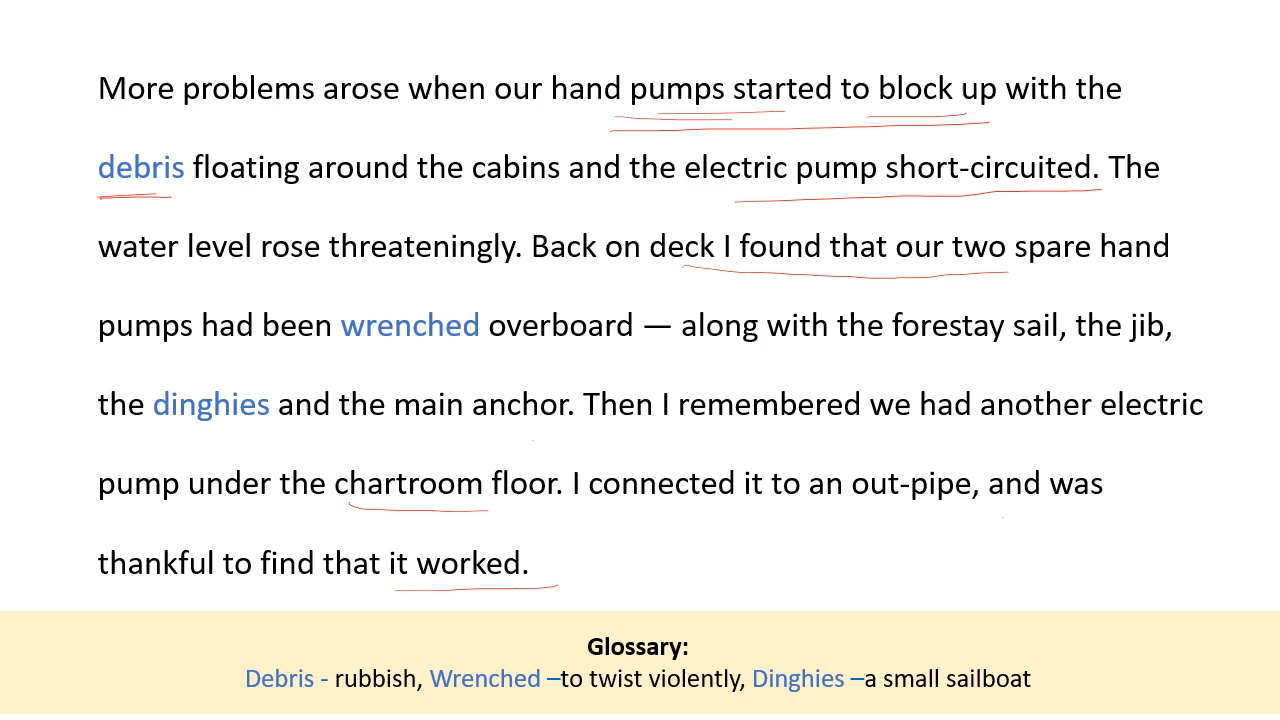 More problems arose when our hand pumps started to block up with the
debris floating around the cabins and the electric pump short-circuited. The
water level rose threateningly. Back on deck I found that our two spare hand
pumps had been wrenched overboard — along with the forestay sail, the jib,
the dinghies and the main anchor. Then I remembered we had another electric
pump under the chartroom floor. I connected it to an out-pipe, and was
thankful to find that it worked.
Glossary:
Debris - rubbish, Wrenched –to twist violently, Dinghies –a small sailboat